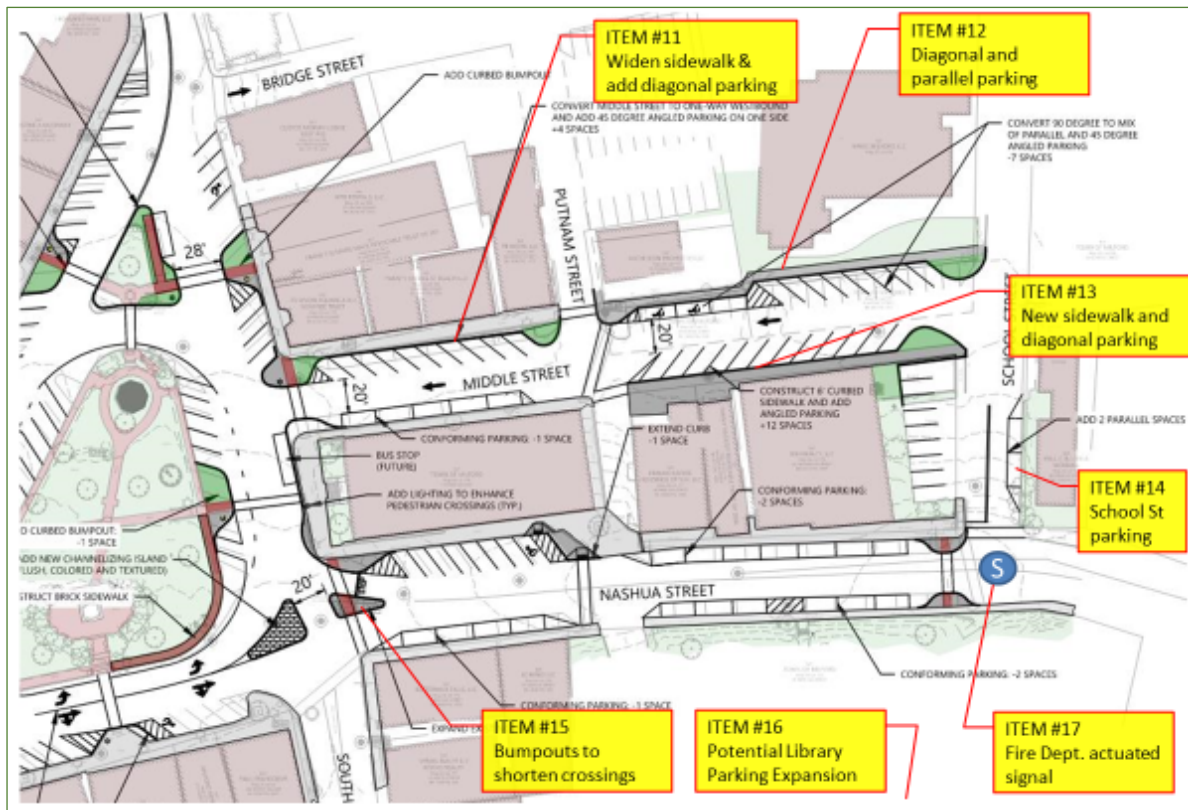 ITEM #11
Widen sidewalk &
add diagonal parking
ITEM #12
Diagonal and
parallel parking
BRIDGE STREET
ADD CURBED BUMPOUT
CONVERT MIDDLE STREET TO ONE-WAY WESTBOUND
AND ADD 45 DEGREE ANGLED PARKING ON ONE SIDE
+4 SPACES
CONVERT 90 DEGREE TO MIX
OF PARALLEL AND 45 DEGREE
ANGLED PARKING
-7 SPACES
PUTNAM STREET
28'
ITEM #13
New sidewalk and
diagonal parking
SCHOOL STREET
20'
MIDDLE STREET
20'
CONSTRUCT 6' CURBED
SIDEWALK AND ADD
ANGLED PARKING
+12 SPACES
ADD 2 PARALLEL SPACES
CONFORMING PARKING: -1 SPACE
EXTEND CURB
-1 SPACE
BUS STOP
(FUTURE)
CONFORMING PARKING:
-2 SPACES
ITEM #14
School St
parking
ADD LIGHTING TO ENHANCE
PEDESTRIAN CROSSINGS (TYP.)
D CURBED BUMPOUT:
-1 SPACE
ADD NEW CHANNELIZING ISLAND
FLUSH, COLORED AND TEXTURED)
20'
S
STRUCT BRICK SIDEWALK
NASHUA STREET
CONFORMING PARKING: -2 SPACES
CONFORMING PARKING: -1 SPACE
EXPAND EX
SOUTH
ITEM #15
Bumpouts to
shorten crossings
ITEM #16
Potential Library
Parking Expansion
ITEM #17
Fire Dept. actuated
signal